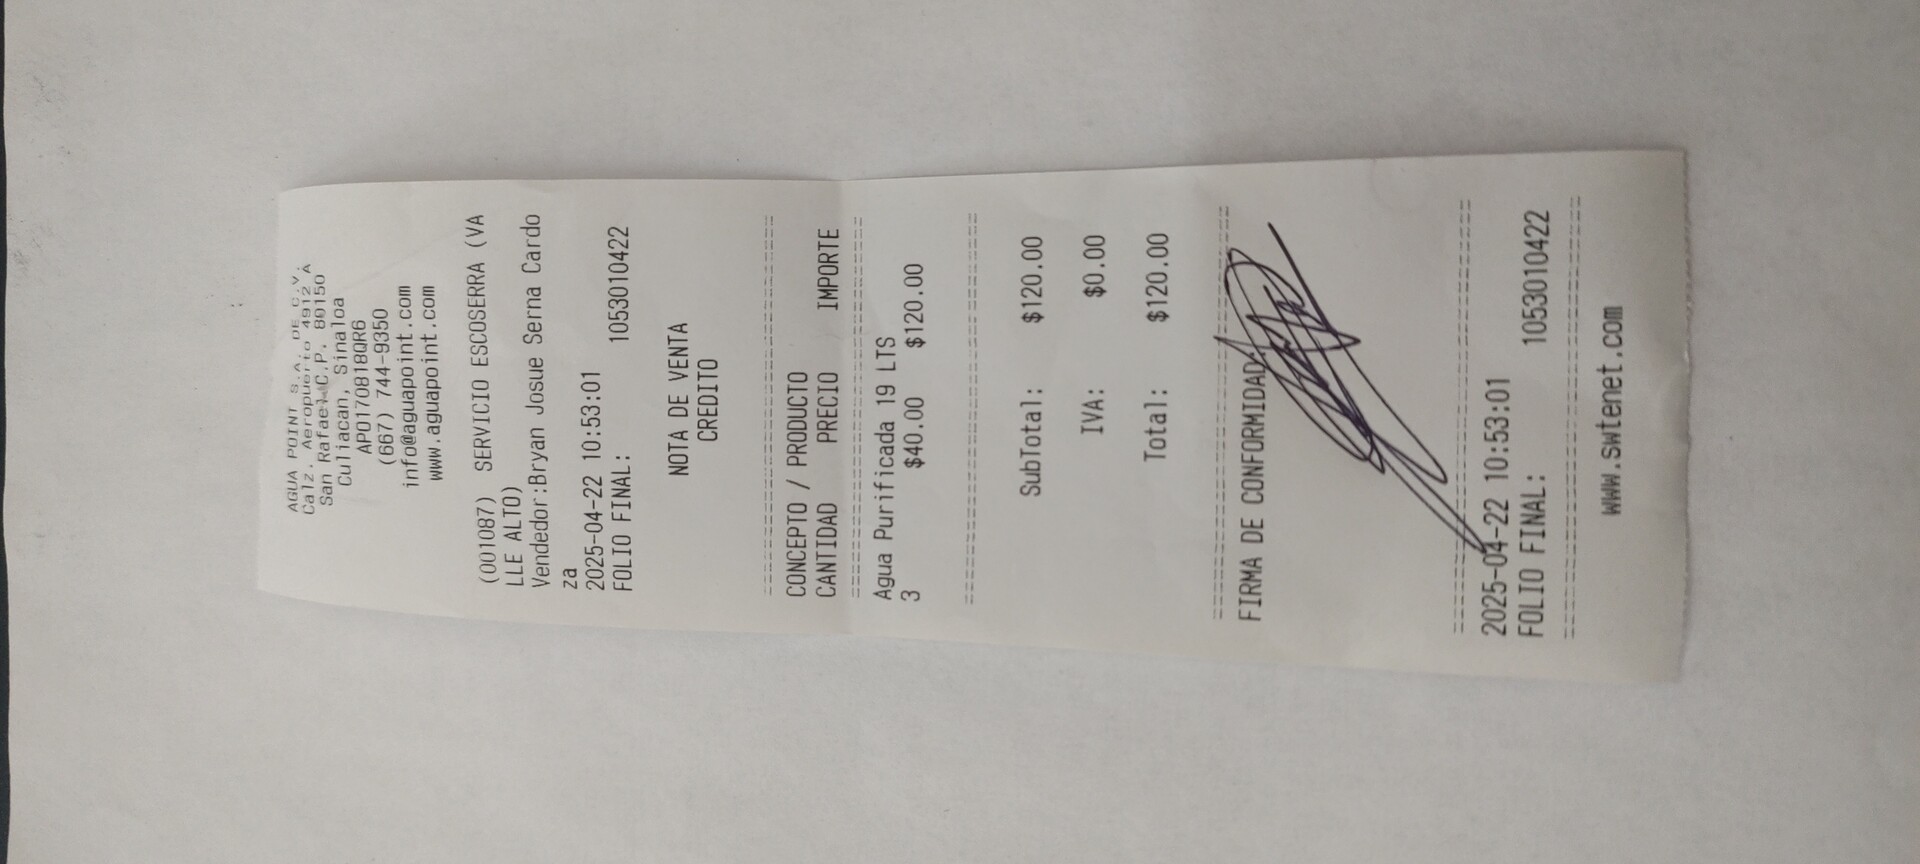 AGUA POINT S.A. DE C.V.
Calz. Aeropuerto 4912 A
San Rafael C.P. 80150
Culiacan, Sinaloa
APO170818QR6
(667) 744-9350
info@aguapoint.com
www.aguapoint.com
(001087) SERVICIO ESCOSERRA (VA
LLE ALTO)
Vendedor:Bryan Josue Serna Cardo
za
2025-04-22 10:53:01
FOLIO FINAL: 1053010422
NOTA DE VENTA
CREDITO
CONCEPTO / PRODUCTO
CANTIDAD PRECIO IMPORTE
Agua Purificada 19 LTS
3 $40.00 $120.00
SubTotal: $120.00
IVA: $0.00
Total: $120.00
FIRMA DE CONFORMIDAD:
2025-04-22 10:53:01
FOLIO FINAL: 1053010422
www.swtenet.com